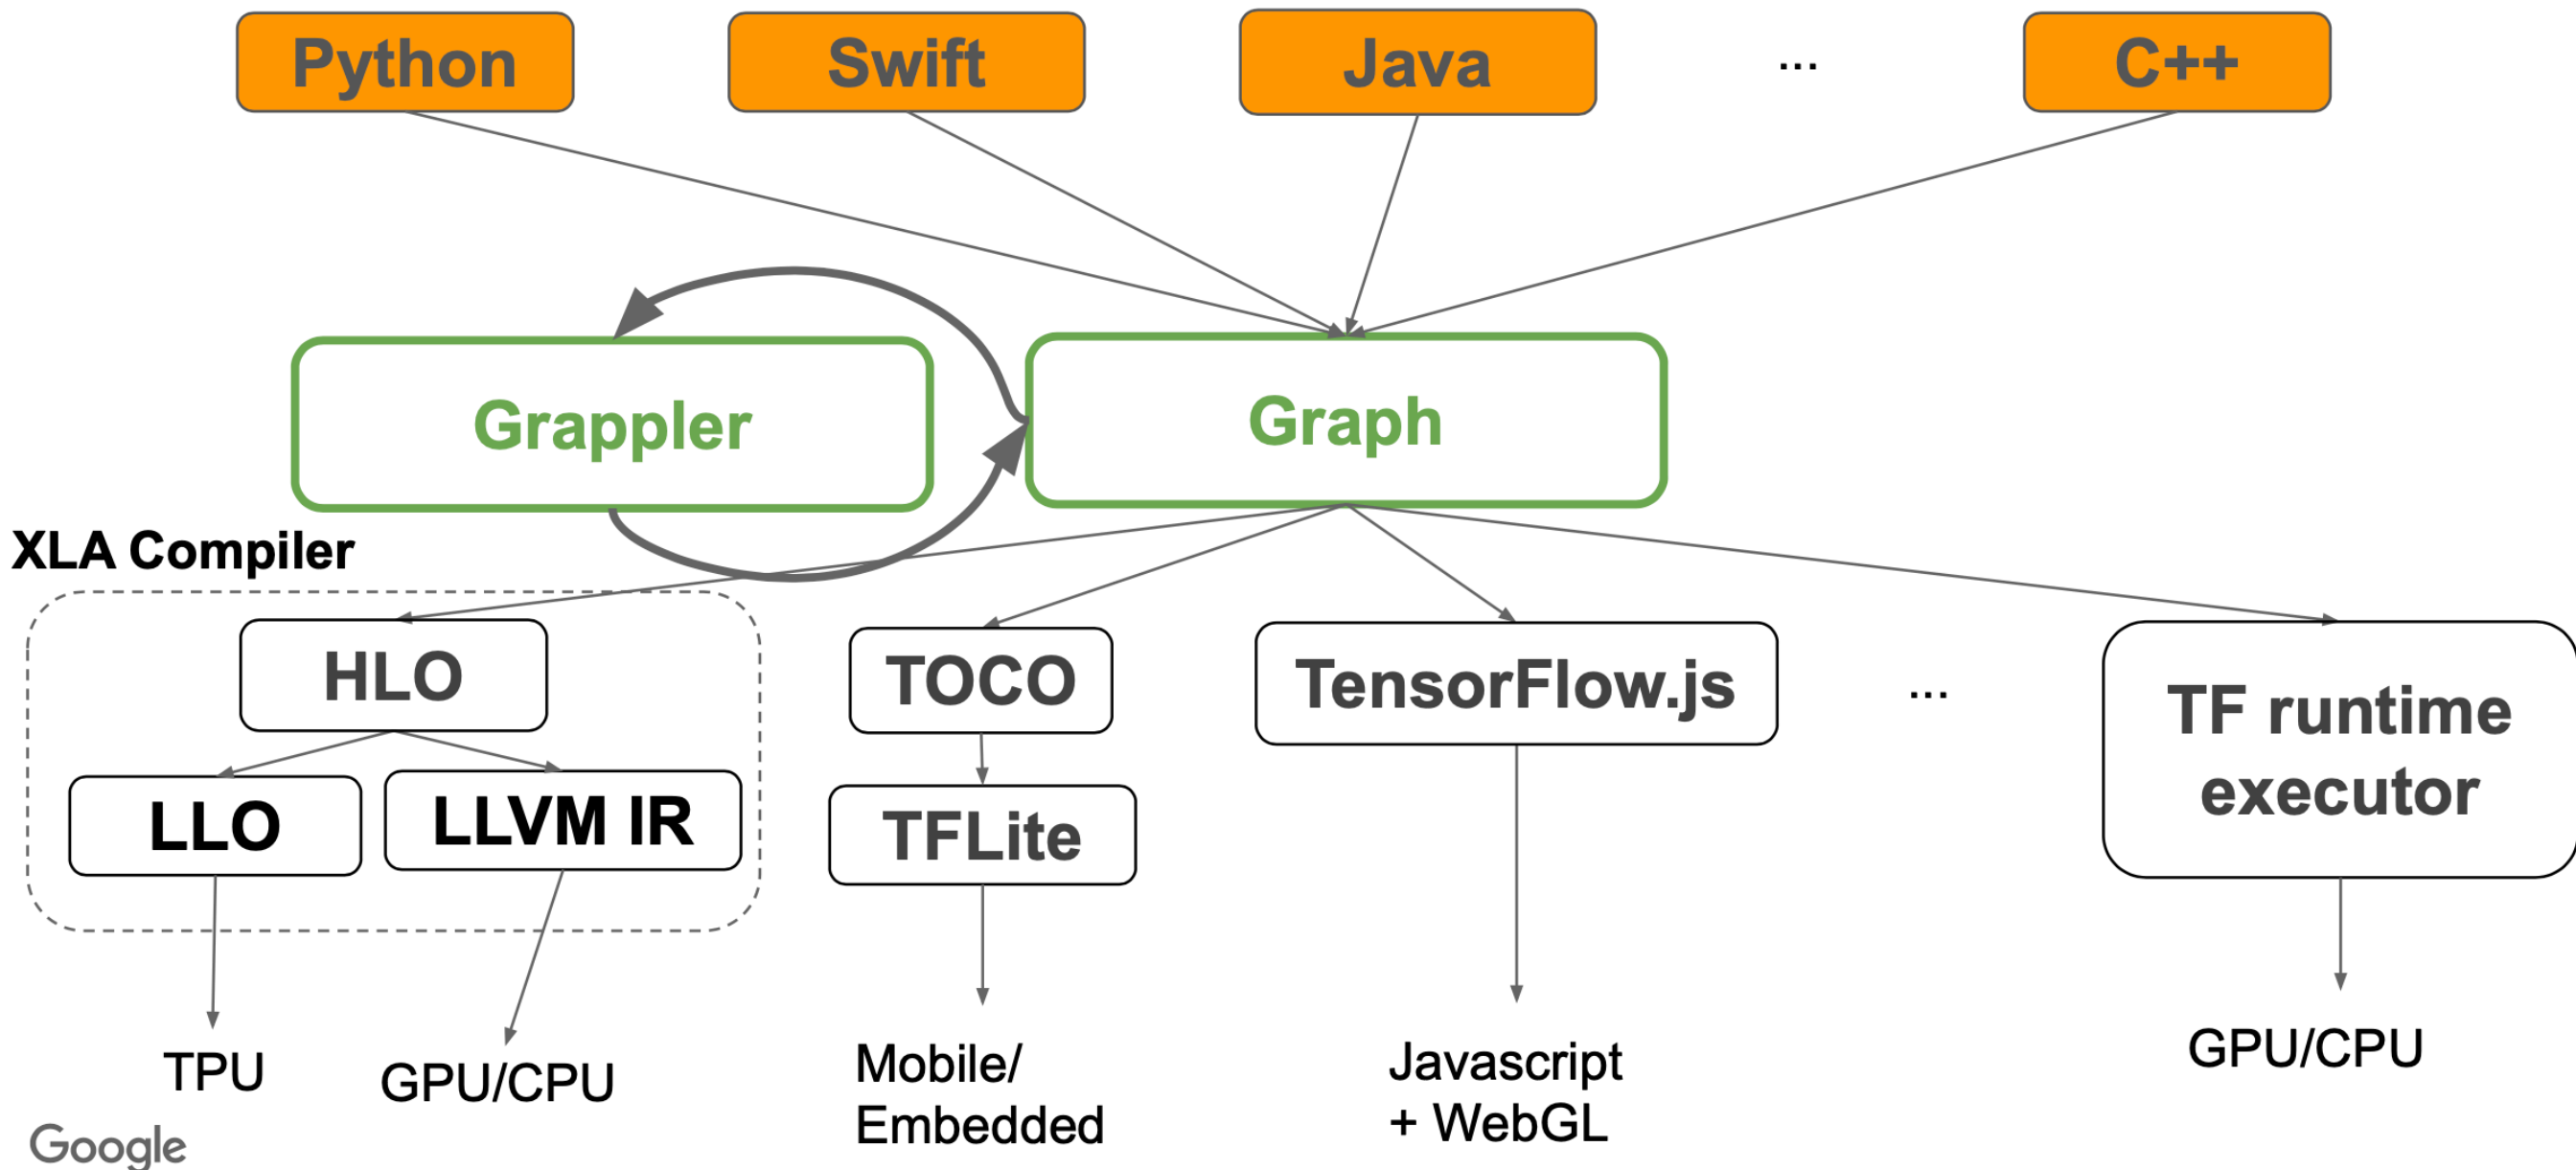 Python
Swift
Java
...
C++
Grappler
Graph
XLA Compiler
HLO
TOCO
TensorFlow.js
...
TF runtime
executor
LLO
LLVM IR
TFLite
TPU
GPU/CPU
Mobile/
Embedded
Javascript
+ WebGL
GPU/CPU
Google